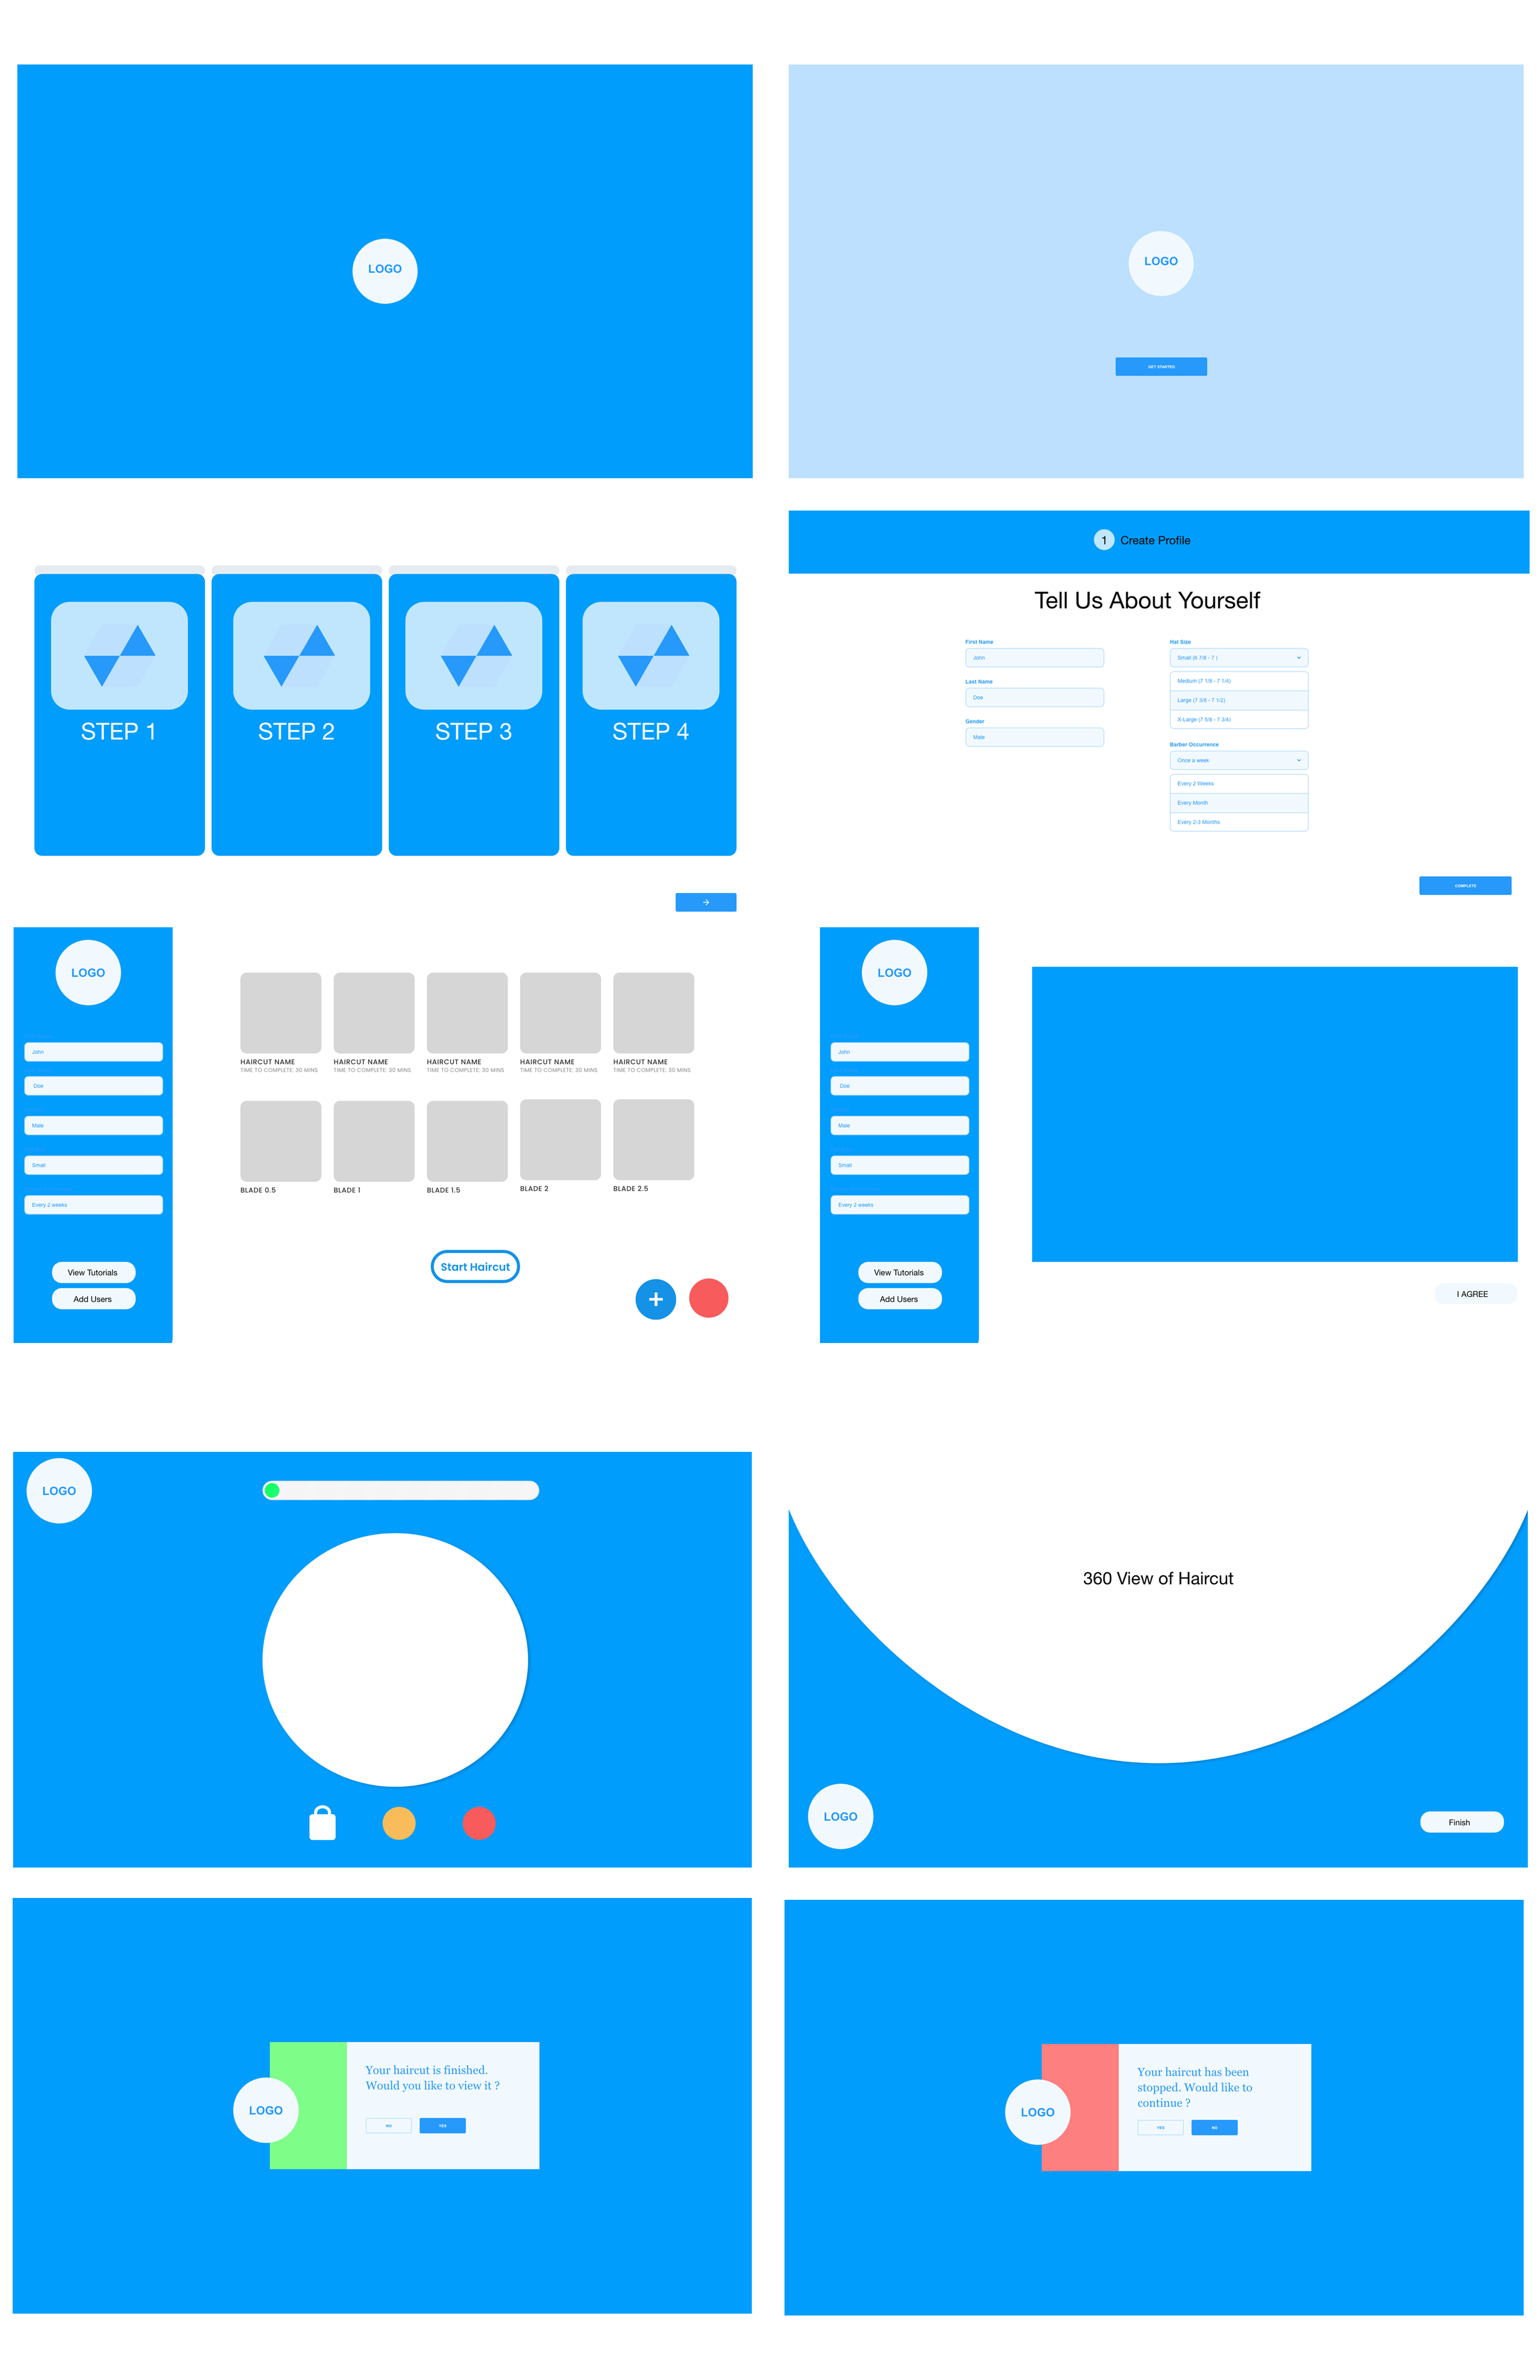 LOGO
LOGO
GET STARTED
STEP 1
STEP 2
STEP 3
STEP 4
1 Create Profile
Tell Us About Yourself
First Name
John
Last Name
Doe
Gender
Male
Hat Size
Small (6 7/8 - 7 )
Medium (7 1/8 - 7 1/4)
Large (7 3/8 - 7 1/2)
X-Large (7 5/8 - 7 3/4)
Barber Occurrence
Once a week
Every 2 Weeks
Every Month
Every 2-3 Months
COMPLETE
LOGO
John
Doe
Male
Small
Every 2 weeks
View Tutorials
Add Users
HAIRCUT NAME
TIME TO COMPLETE: 30 MINS
HAIRCUT NAME
TIME TO COMPLETE: 30 MINS
HAIRCUT NAME
TIME TO COMPLETE: 30 MINS
HAIRCUT NAME
TIME TO COMPLETE: 30 MINS
HAIRCUT NAME
TIME TO COMPLETE: 30 MINS
BLADE 0.5
BLADE 1
BLADE 1.5
BLADE 2
BLADE 2.5
Start Haircut
LOGO
John
Doe
Male
Small
Every 2 weeks
View Tutorials
Add Users
I AGREE
LOGO
360 View of Haircut
LOGO
Finish
LOGO
Your haircut is finished.
Would you like to view it ?
NO
YES
LOGO
Your haircut has been
stopped. Would like to
continue ?
YES
NO